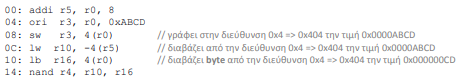 00: addi r5, r0, 8
04: ori r3, r0, 0xABCD
08: sw r3, 4(r0) // γράφει στην διεύθυνση 0x4 => 0x404 την τιμή 0x0000ABCD
0C: lw r10, -4(r5) // διαβάζει από την διεύθυνση 0x4 => 0x404 την τιμή 0x0000ABCD
10: lb r16, 4(r0) // διαβάζει byte από την διεύθυνση 0x4 => 0x404 την τιμή 0x000000CD
14: nand r4, r10, r16